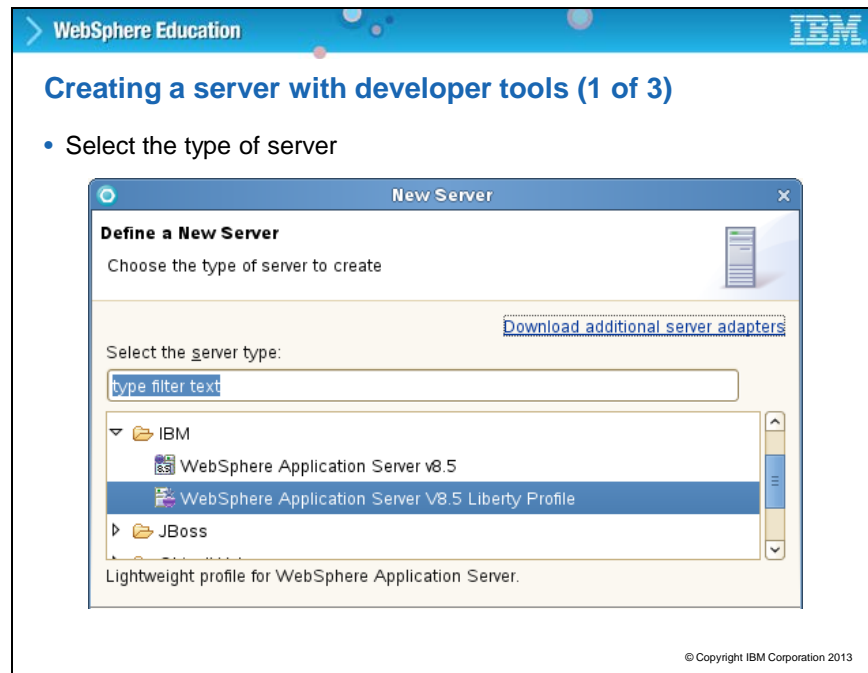 WebSphere Education
IBM
Creating a server with developer tools (1 of 3)
• Select the type of server
New Server
Define a New Server
Choose the type of server to create
Download additional server adapters
Select the server type:
type filter text
IBM
WebSphere Application Server v8.5
WebSphere Application Server V8.5 Liberty Profile
JBoss
Lightweight profile for WebSphere Application Server.
© Copyright IBM Corporation 2013